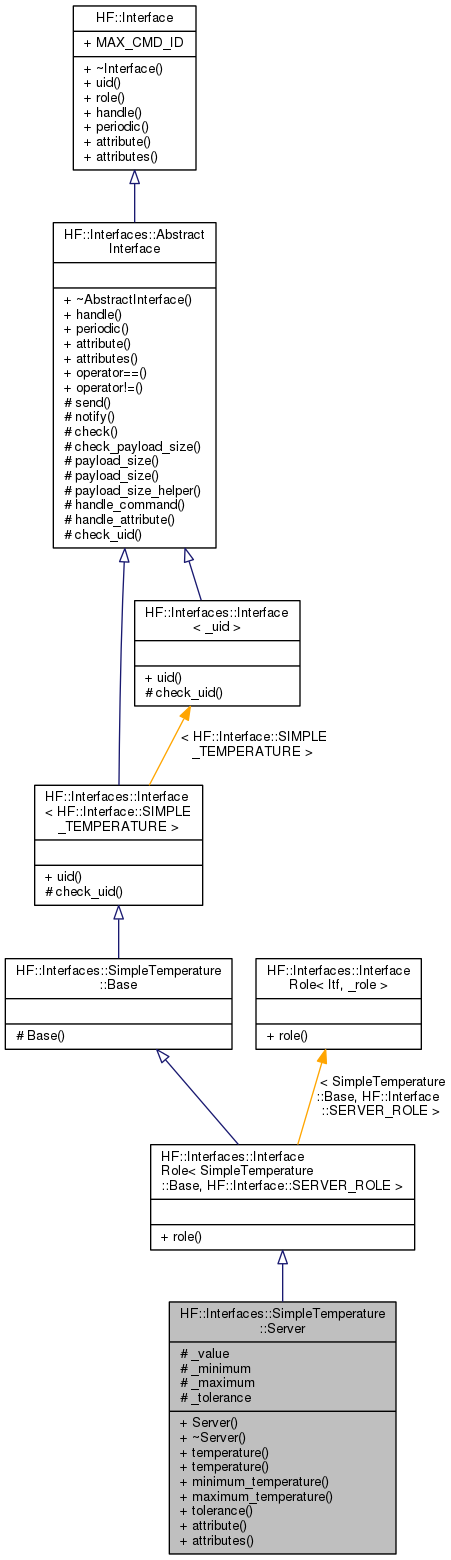 HF::Interface
+ MAX_CMD_ID
+ ~Interface()
+ uid()
+ role()
+ handle()
+ periodic()
+ attribute()
+ attributes()
HF::Interfaces::Abstract
Interface
+ ~AbstractInterface()
+ handle()
+ periodic()
+ attribute()
+ attributes()
+ operator==()
+ operator!=()
# send()
# notify()
# check()
# check_payload_size()
# payload_size()
# payload_size()
# payload_size_helper()
# handle_command()
# handle_attribute()
# check_uid()
HF::Interfaces::Interface
< _uid >
+ uid()
# check_uid()
< HF::Interface::SIMPLE
_TEMPERATURE >
HF::Interfaces::Interface
< HF::Interface::SIMPLE
_TEMPERATURE >
+ uid()
# check_uid()
HF::Interfaces::SimpleTemperature
::Base
# Base()
HF::Interfaces::Interface
Role< Itf, _role >
+ role()
< SimpleTemperature
::Base, HF::Interface
::SERVER_ROLE >
HF::Interfaces::Interface
Role< SimpleTemperature
::Base, HF::Interface::SERVER_ROLE >
+ role()
HF::Interfaces::SimpleTemperature
::Server
# _value
# _minimum
# _maximum
# _tolerance
+ Server()
+ ~Server()
+ temperature()
+ temperature()
+ minimum_temperature()
+ maximum_temperature()
+ tolerance()
+ attribute()
+ attributes()